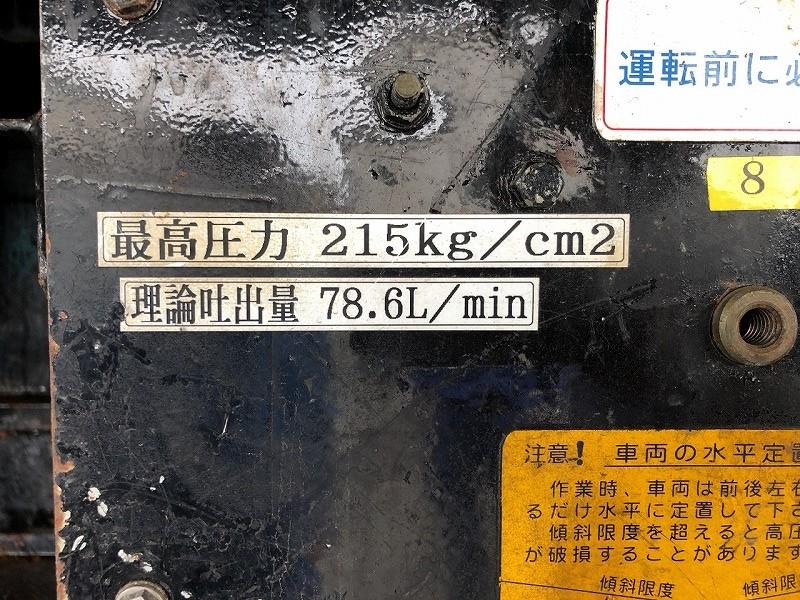 運転前に必
8
最高圧力 215kg/cm2
理論吐出量 78.6L/min
注意! 車両の水平定置
作業時、車両は前後左右
るだけ水平に定置して下さ
傾斜限度を超えると高圧
が破損することがあります
傾斜限度 傾斜限